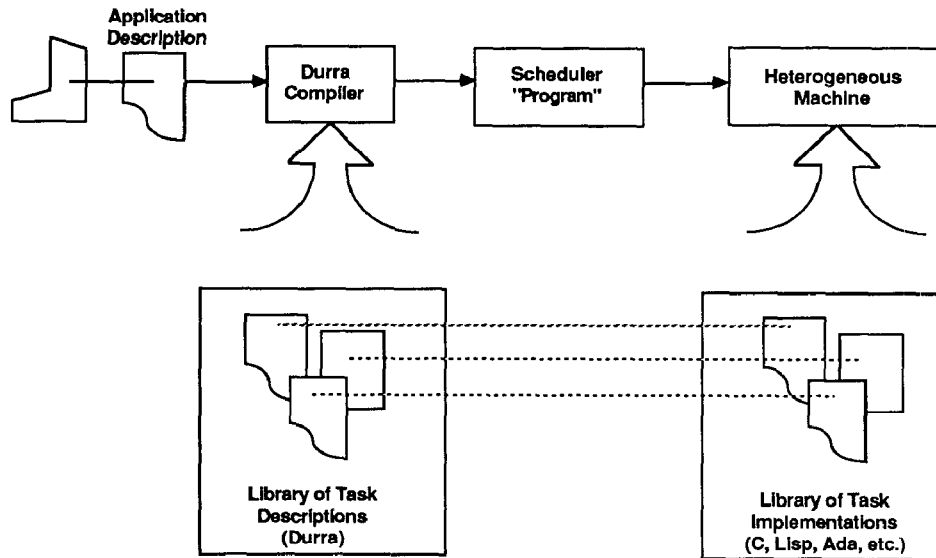 Application
Description
Durra
Compiler
Scheduler
"Program"
Heterogeneous
Machine
Library of Task
Descriptions
(Durra)
Library of Task
Implementations
(C, Lisp, Ada, etc.)